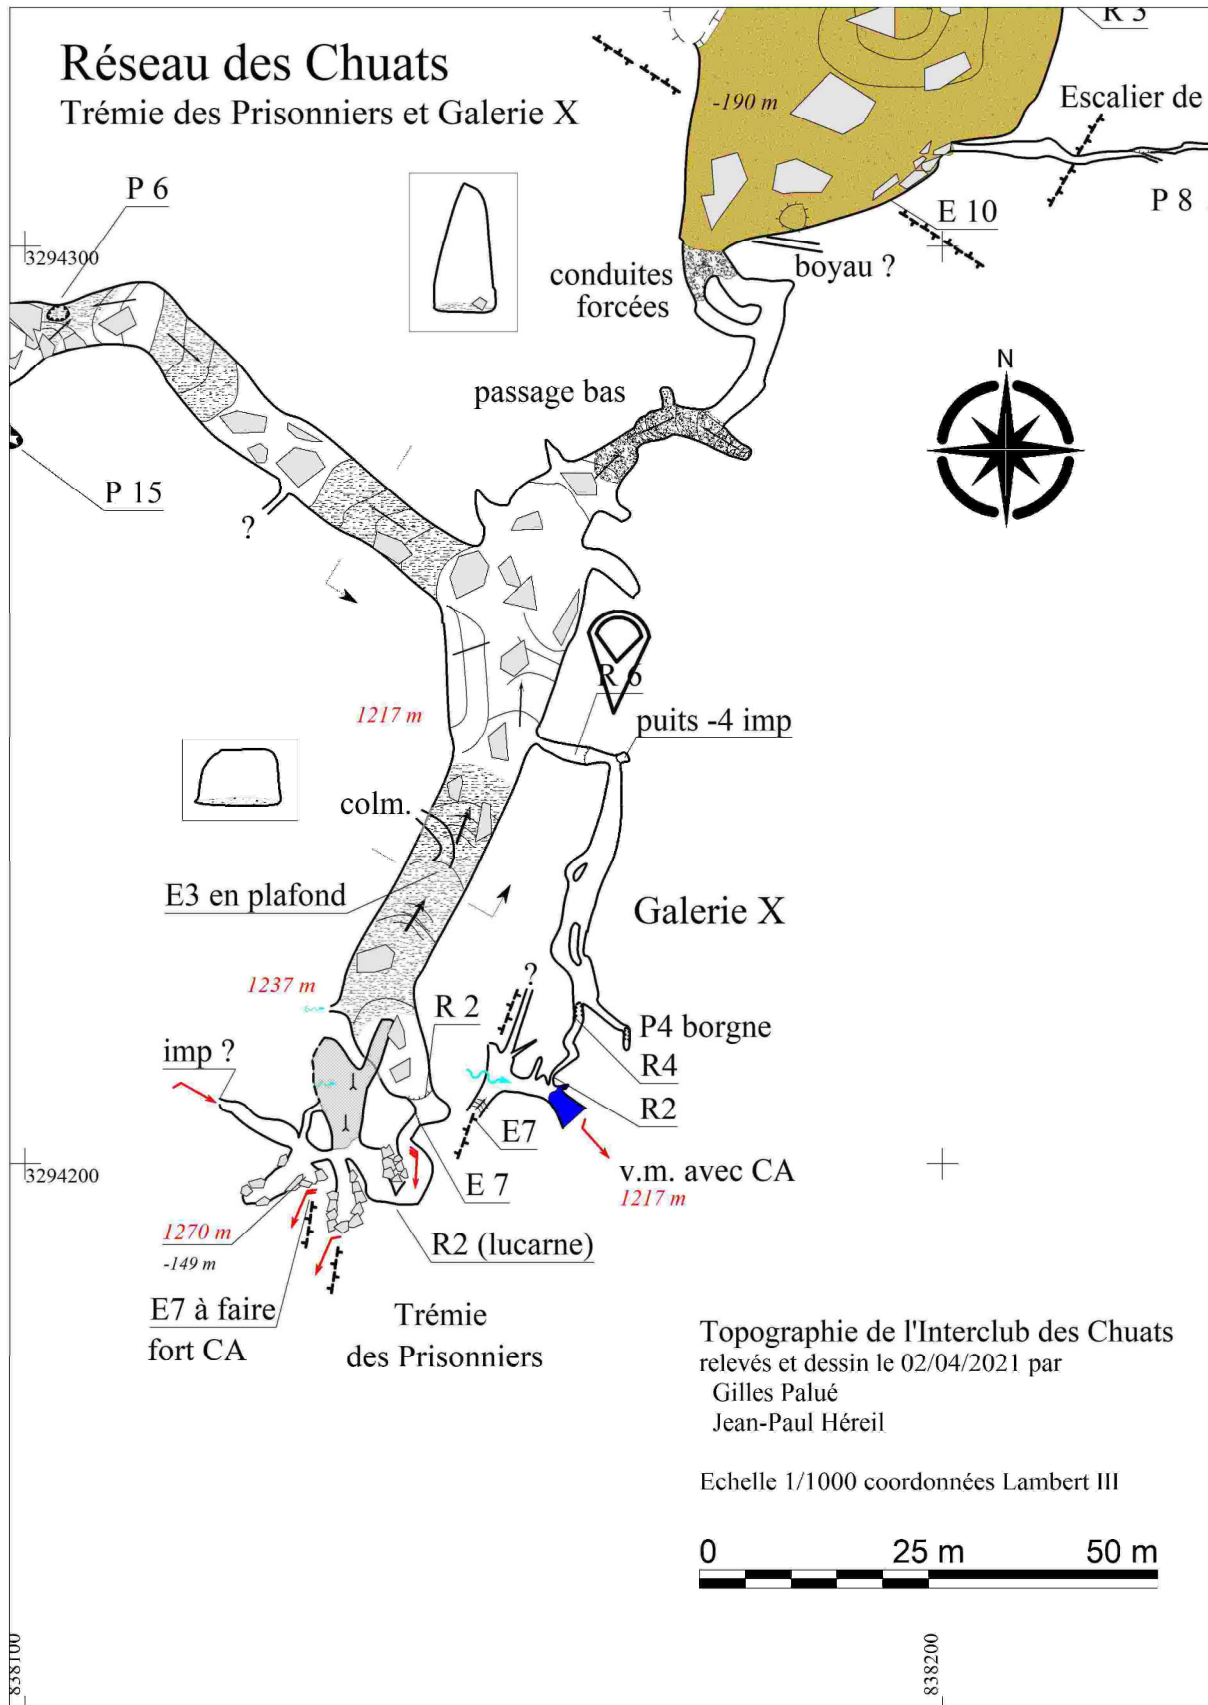 Réseau des Chuats
Trémie des Prisonniers et Galerie X
R 3
-190 m
Escalier de
P 6
P 8
E 10
3294300
conduites
forcées
boyau ?
N
passage bas
P 15
?
R 6
1217 m
puits -4 imp
colm.
E3 en plafond
Galerie X
?
1237 m
R 2
P4 borgne
imp ?
R4
R2
E7
3294200
E 7
v.m. avec CA
1217 m
1270 m
-149 m
R2 (lucarne)
E7 à faire
fort CA
Trémie
des Prisonniers
Topographie de l'Interclub des Chuats
relevés et dessin le 02/04/2021 par
Gilles Palué
Jean-Paul Héreil
Echelle 1/1000 coordonnées Lambert III
0 25 m 50 m
838100
838200